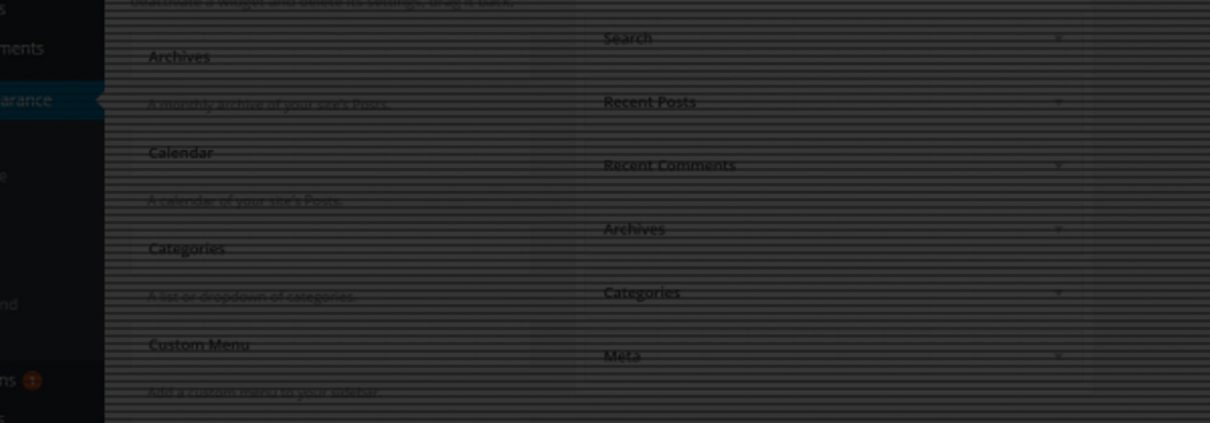 deactivate a widget and delete its settings, drag it back.
s
ments
arance
e
nd
ns 1
s
Archives
A monthly archive of your site's Posts.
Calendar
A calendar of your site's Posts.
Categories
A list or dropdown of categories.
Custom Menu
Add a custom menu to your sidebar.
Search
Recent Posts
Recent Comments
Archives
Categories
Meta